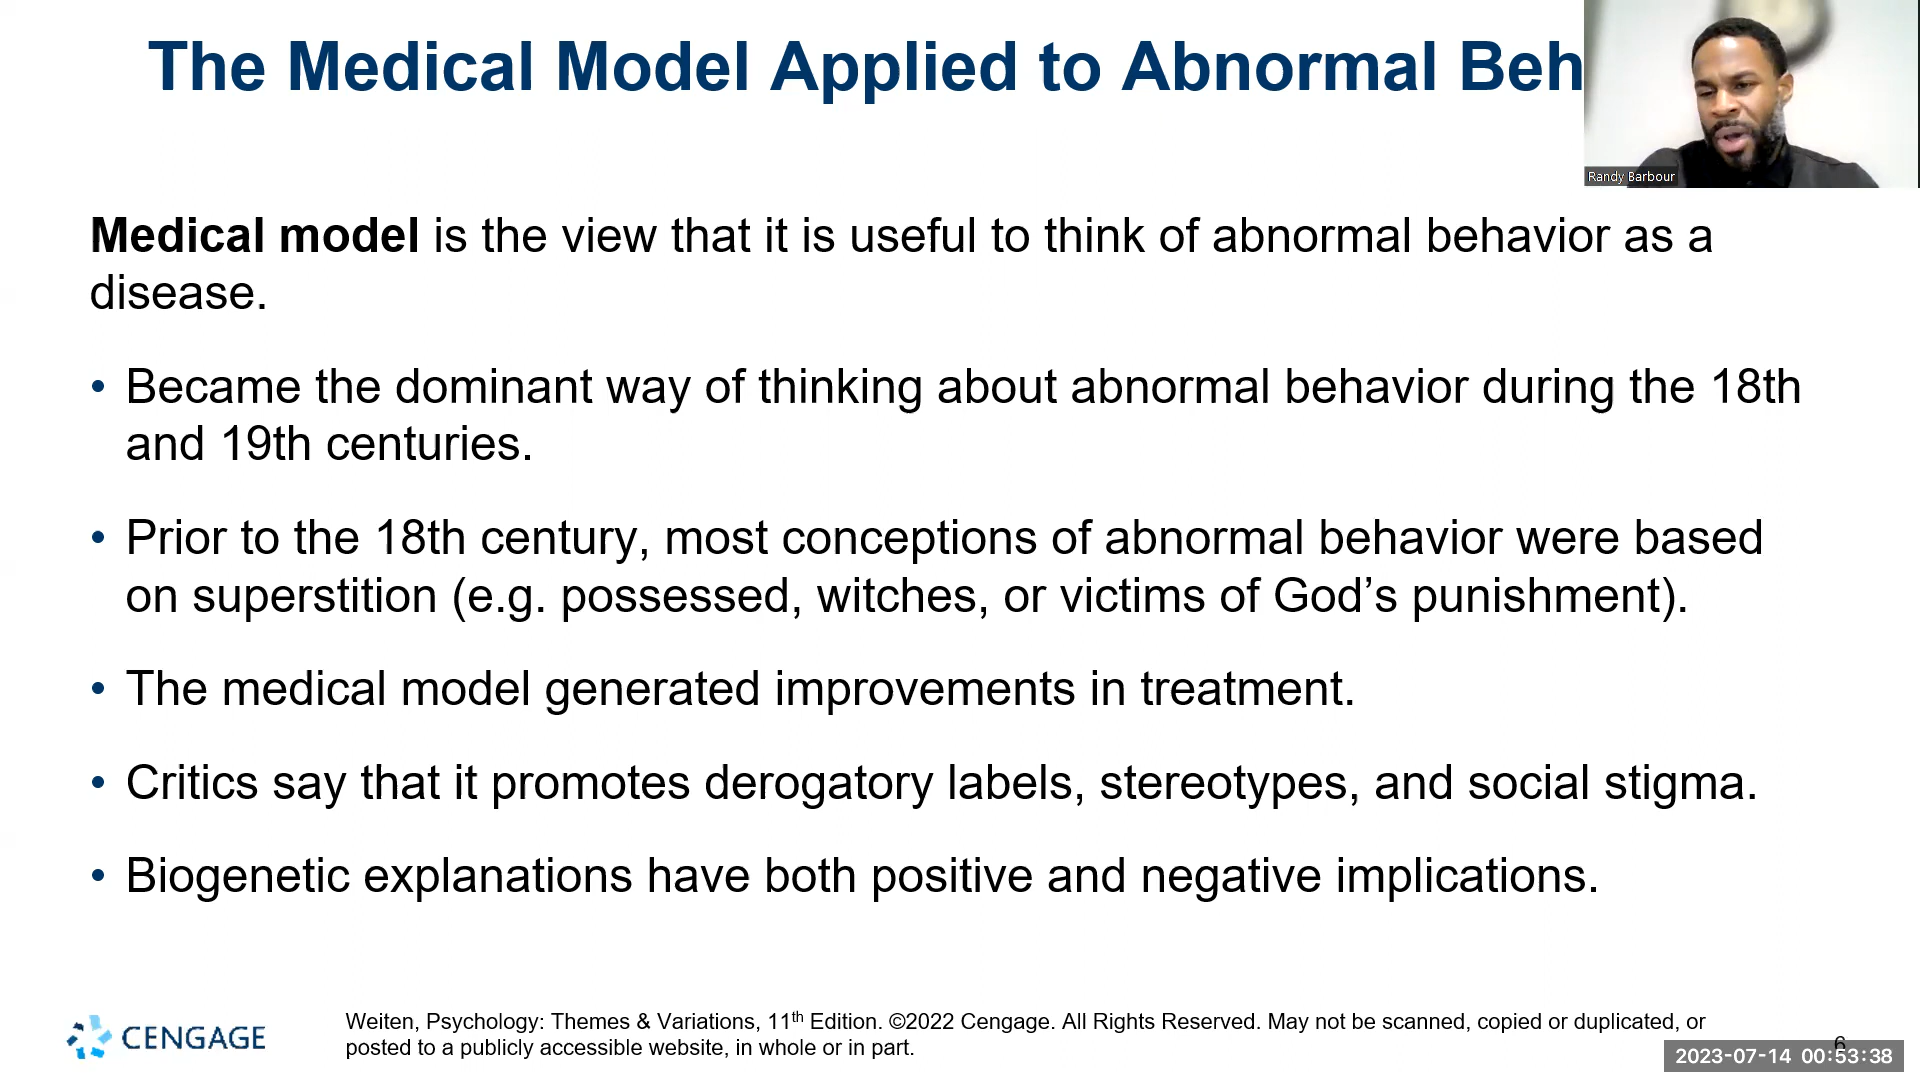 The Medical Model Applied to Abnormal Beh
Randy Barbour
Medical model is the view that it is useful to think of abnormal behavior as a
disease.
• Became the dominant way of thinking about abnormal behavior during the 18th
and 19th centuries.
• Prior to the 18th century, most conceptions of abnormal behavior were based
on superstition (e.g. possessed, witches, or victims of God’s punishment).
• The medical model generated improvements in treatment.
• Critics say that it promotes derogatory labels, stereotypes, and social stigma.
• Biogenetic explanations have both positive and negative implications.
CENGAGE
Weiten, Psychology: Themes & Variations, 11th Edition. ©2022 Cengage. All Rights Reserved. May not be scanned, copied or duplicated, or
posted to a publicly accessible website, in whole or in part.
6
2023-07-14 00:53:38